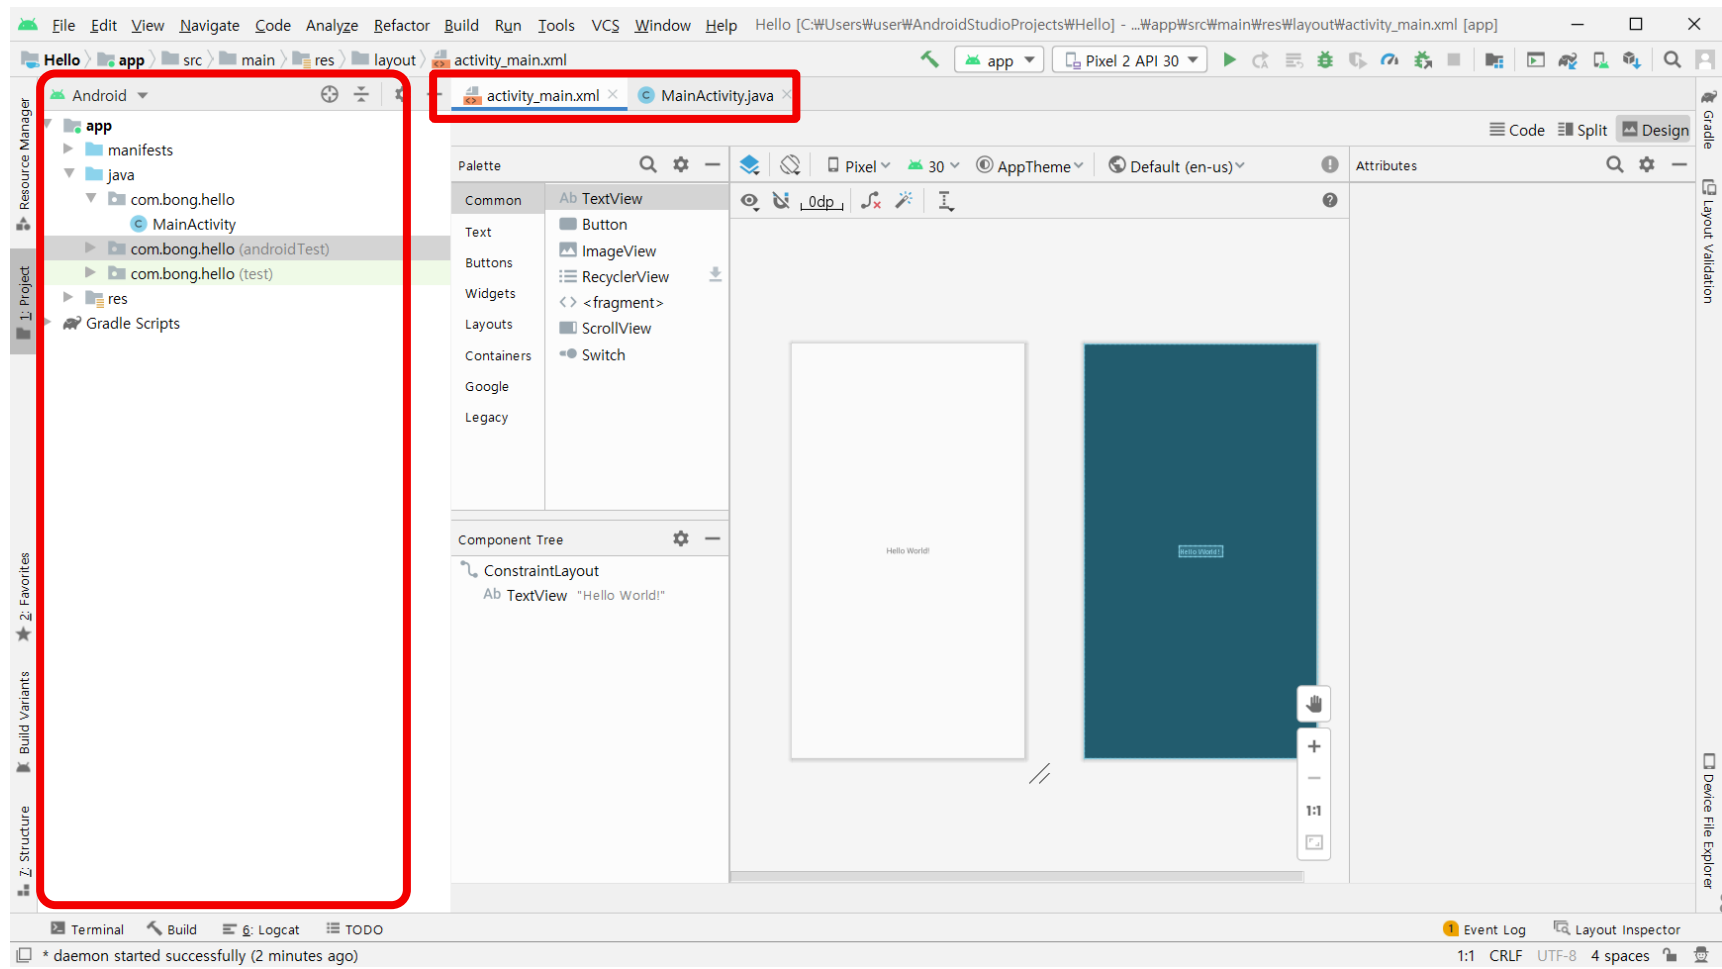 File Edit View Navigate Code Analyze Refactor Build Run Tools VCS Window Help Hello [C:₩Users₩user₩AndroidStudioProjects₩Hello] - ...₩app₩src₩main₩res₩layout₩activity_main.xml [app]
Hello app src main res layout activity_main.xml app Pixel 2 API 30
Android
activity_main.xml MainActivity.java
Code Split Design
app
manifests
java
com.bong.hello
MainActivity
com.bong.hello (androidTest)
com.bong.hello (test)
res
Gradle Scripts
Resource Manager
1: Project
2: Favorites
Build Variants
7: Structure
Palette
Common
Text
Buttons
Widgets
Layouts
Containers
Google
Legacy
Ab TextView
Button
ImageView
RecyclerView
<fragment>
ScrollView
Switch
Component Tree
ConstraintLayout
Ab TextView "Hello World!"
Pixel 30 AppTheme Default (en-us)
0dp
Hello World!
Hello World!
1:1
Attributes
Gradle
Layout Validation
Device File Explorer
Terminal Build 6: Logcat TODO
1 Event Log Layout Inspector
* daemon started successfully (2 minutes ago)
1:1 CRLF UTF-8 4 spaces